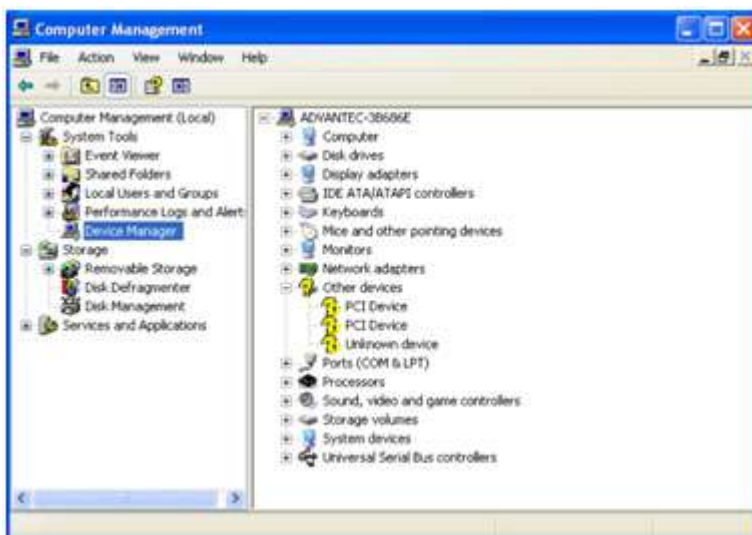 Computer Management
File Action View Window Help
Computer Management (Local)
System Tools
Event Viewer
Shared Folders
Local Users and Groups
Performance Logs and Alert
Device Manager
Storage
Removable Storage
Disk Defragmenter
Disk Management
Services and Applications
ADVANTEC-3B686E
Computer
Disk drives
Display adapters
IDE ATA/ATAPI controllers
Keyboards
Mice and other pointing devices
Monitors
Network adapters
Other devices
PCI Device
PCI Device
Unknown device
Ports (COM & LPT)
Processors
Sound, video and game controllers
Storage volumes
System devices
Universal Serial Bus controllers